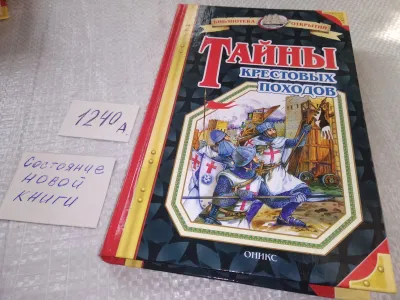 БИБЛИОТЕКА ОТКРЫТИЙ
ТАЙНЫ
КРЕСТОВЫХ
ПОХОДОВ
ОНИКС
1240 А
состояние
новой
книги